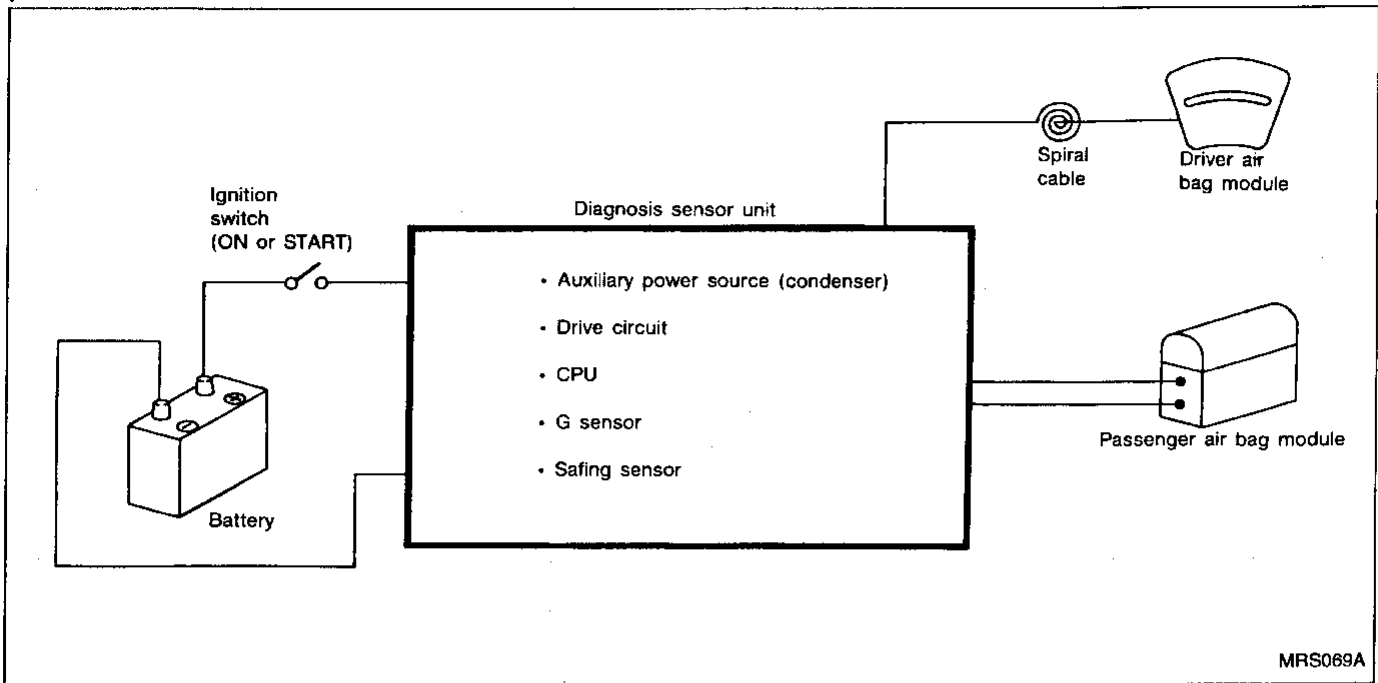 Spiral
cable
Driver air
bag module
Ignition
switch
(ON or START)
Diagnosis sensor unit
• Auxiliary power source (condenser)
• Drive circuit
• CPU
• G sensor
• Safing sensor
Passenger air bag module
⊕
⊖
Battery
MRS069A